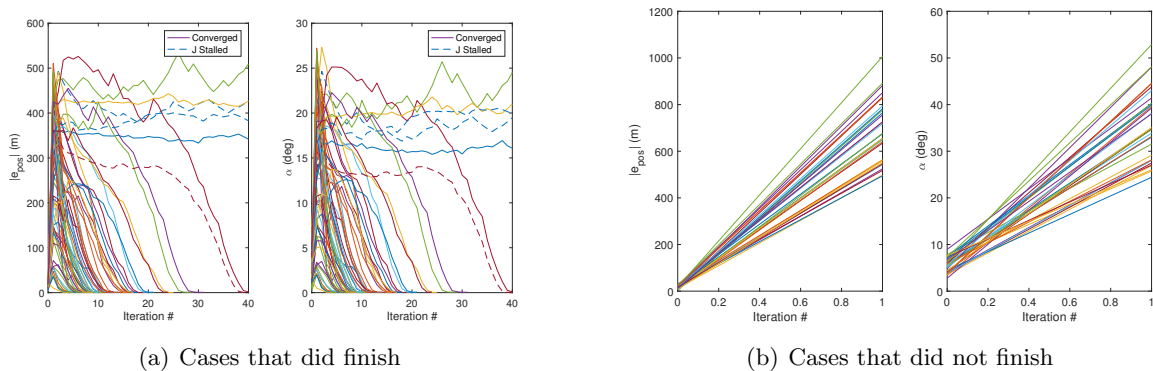 600
500
400
300
200
100
0
|e_pos| (m)
0 10 20 30 40
Iteration #
Converged
J Stalled
30
25
20
15
10
5
0
α (deg)
0 10 20 30 40
Iteration #
Converged
J Stalled
(a) Cases that did finish
1200
1000
800
600
400
200
0
|e_pos| (m)
0 0.2 0.4 0.6 0.8 1
Iteration #
60
50
40
30
20
10
0
α (deg)
0 0.2 0.4 0.6 0.8 1
Iteration #
(b) Cases that did not finish